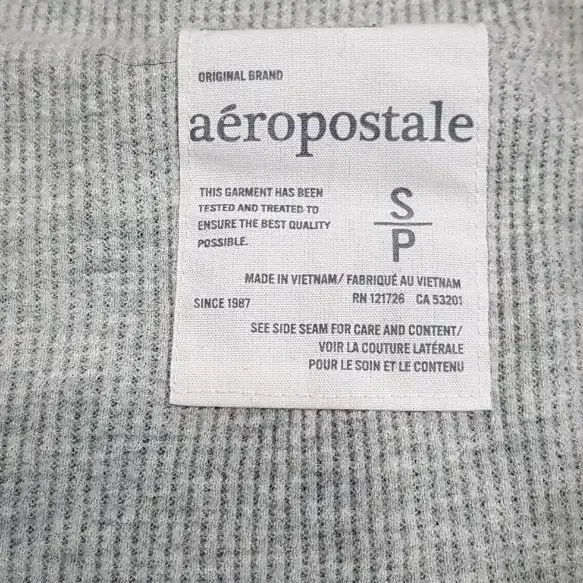 ORIGINAL BRAND
aéropostale
THIS GARMENT HAS BEEN
TESTED AND TREATED TO
ENSURE THE BEST QUALITY
POSSIBLE.
S
P
MADE IN VIETNAM/ FABRIQUÉ AU VIETNAM
SINCE 1987
RN 121726 CA 53201
SEE SIDE SEAM FOR CARE AND CONTENT/
VOIR LA COUTURE LATÉRALE
POUR LE SOIN ET LE CONTENU